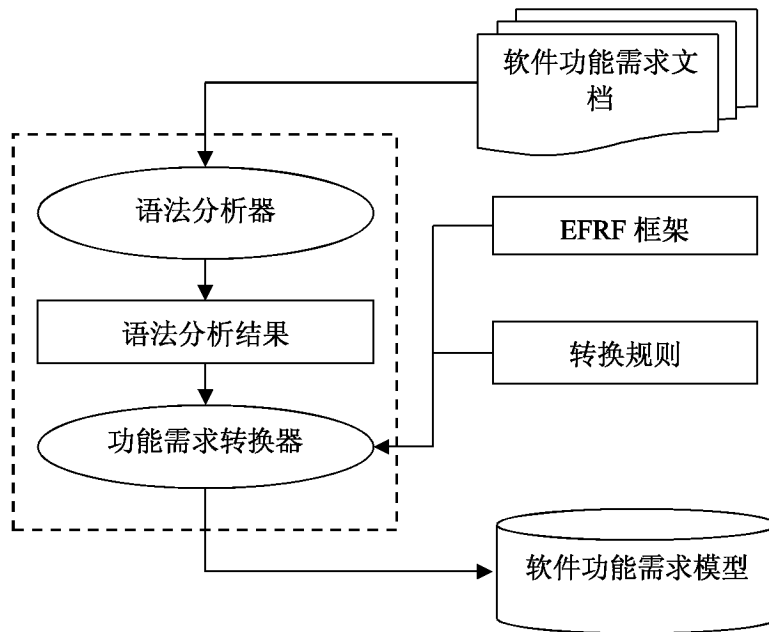 软件功能需求文
档
语法分析器
EFRF 框架
语法分析结果
转换规则
功能需求转换器
软件功能需求模型